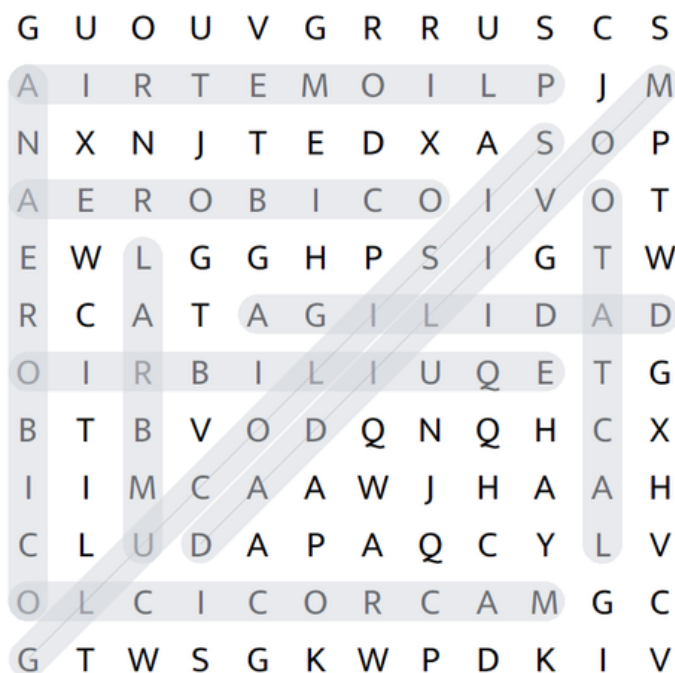 G U O U V G R R U S C S
A I R T E M O I L P J M
N X N J T E D X A S O P
A E R O B I C O I V O T
E W L G G H P S I G T W
R C A T A G I L I D A D
O I R B I L I U Q E T G
B T B V O D Q N Q H C X
I I M C A A W J H A A H
C L U D A P A Q C Y L V
O L C I C O R C A M G C
G T W S G K W P D K I V